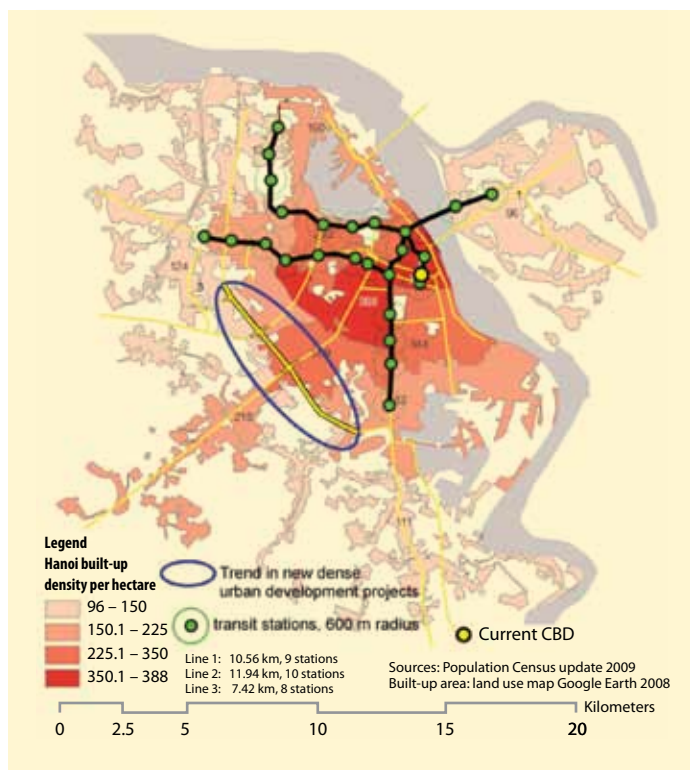 96
111
Legend
Hanoi built-up
density per hectare
96 – 150
150.1 – 225
225.1 – 350
350.1 – 388
Trend in new dense
urban development projects
transit stations, 600 m radius
Current CBD
Line 1: 10.56 km, 9 stations
Line 2: 11.94 km, 10 stations
Line 3: 7.42 km, 8 stations
Sources: Population Census update 2009
Built-up area: land use map Google Earth 2008
Kilometers
0 2.5 5 10 15 20